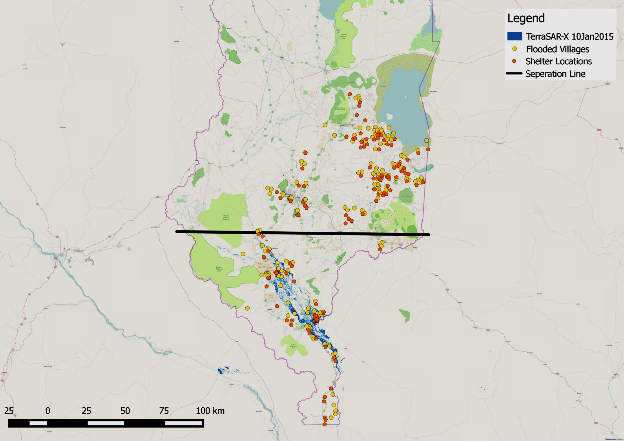 Legend
TerraSAR-X 10Jan2015
Flooded Villages
Shelter Locations
Seperation Line
25 0 25 50 75 100 km